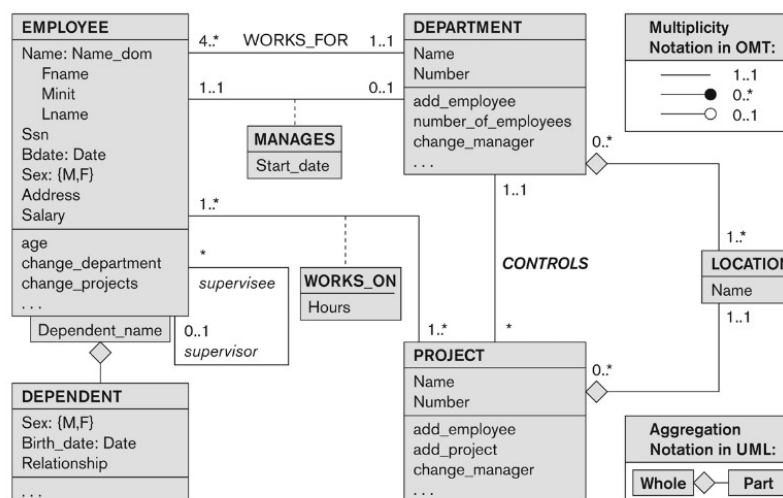 EMPLOYEE
Name: Name_dom
Fname
Minit
Lname
Ssn
Bdate: Date
Sex: {M,F}
Address
Salary
age
change_department
change_projects
. . .
Dependent_name
DEPENDENT
Sex: {M,F}
Birth_date: Date
Relationship
. . .
4..*
WORKS_FOR
1..1
1..1
0..1
MANAGES
Start_date
1..*
*
supervisee
0..1
supervisor
WORKS_ON
Hours
1..*
DEPARTMENT
Name
Number
add_employee
number_of_employees
change_manager
. . .
0..*
1..1
CONTROLS
*
PROJECT
Name
Number
add_employee
add_project
change_manager
. . .
0..*
1..*
LOCATION
Name
1..1
Multiplicity
Notation in OMT:
1..1
0..*
0..1
Aggregation
Notation in UML:
Whole
Part